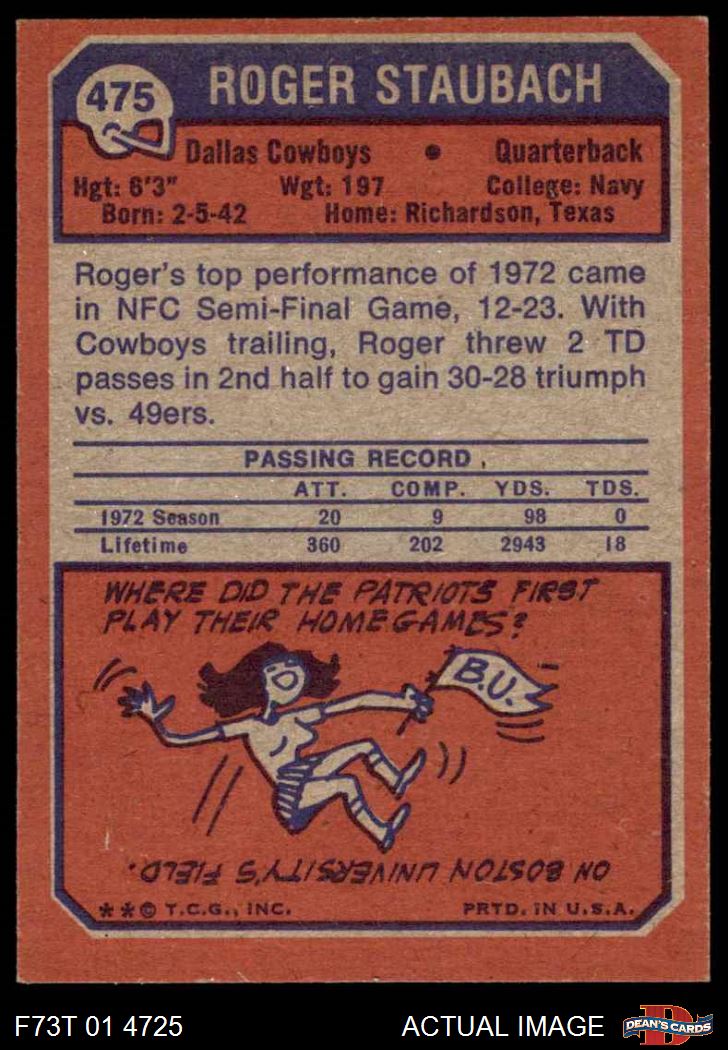 475
ROGER STAUBACH
Dallas Cowboys • Quarterback
Hgt: 6'3" Wgt: 197 College: Navy
Born: 2-5-42 Home: Richardson, Texas
Roger's top performance of 1972 came
in NFC Semi-Final Game, 12-23. With
Cowboys trailing, Roger threw 2 TD
passes in 2nd half to gain 30-28 triumph
vs. 49ers.
PASSING RECORD
ATT. COMP. YDS. TDS.
1972 Season 20 9 98 0
Lifetime 360 202 2943 18
WHERE DID THE PATRIOTS FIRST
PLAY THEIR HOME GAMES?
B.U.
ON BOSTON UNIVERSITY'S FIELD.
**© T.C.G., INC. PRTD. IN U.S.A.
F73T 01 4725 ACTUAL IMAGE
D
DEAN'S CARDS